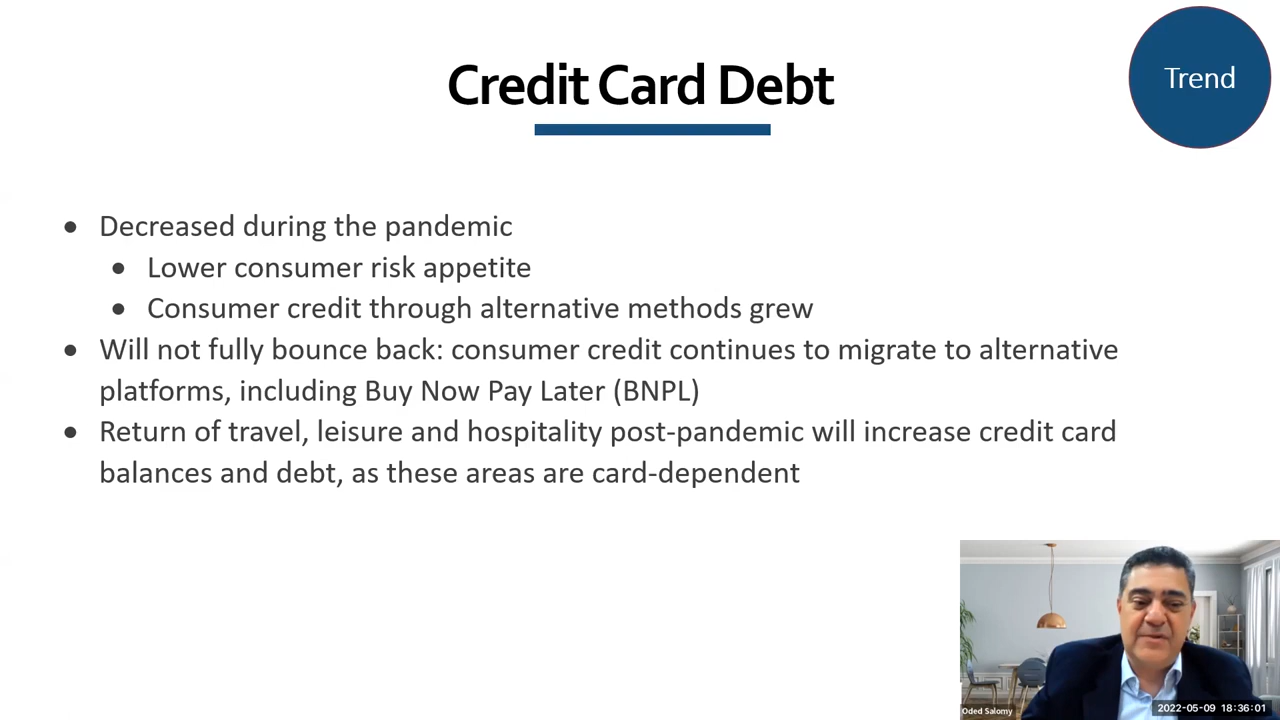 Credit Card Debt
Trend
• Decreased during the pandemic
• Lower consumer risk appetite
• Consumer credit through alternative methods grew
• Will not fully bounce back: consumer credit continues to migrate to alternative
platforms, including Buy Now Pay Later (BNPL)
• Return of travel, leisure and hospitality post-pandemic will increase credit card
balances and debt, as these areas are card-dependent
Oded Salomy
2022-05-09 18:36:01